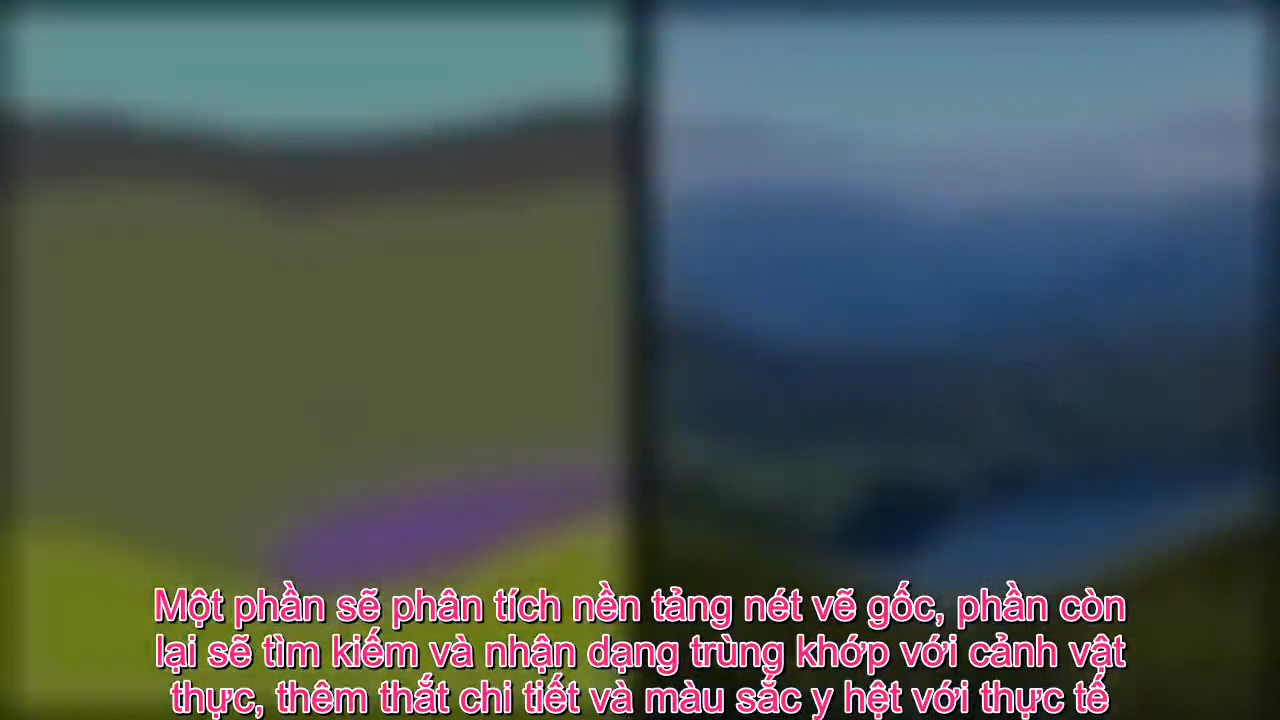 Một phần sẽ phân tích nền tảng nét vẽ gốc, phần còn
lại sẽ tìm kiếm và nhận dạng trùng khớp với cảnh vật
thực, thêm thắt chi tiết và màu sắc y hệt với thực tế